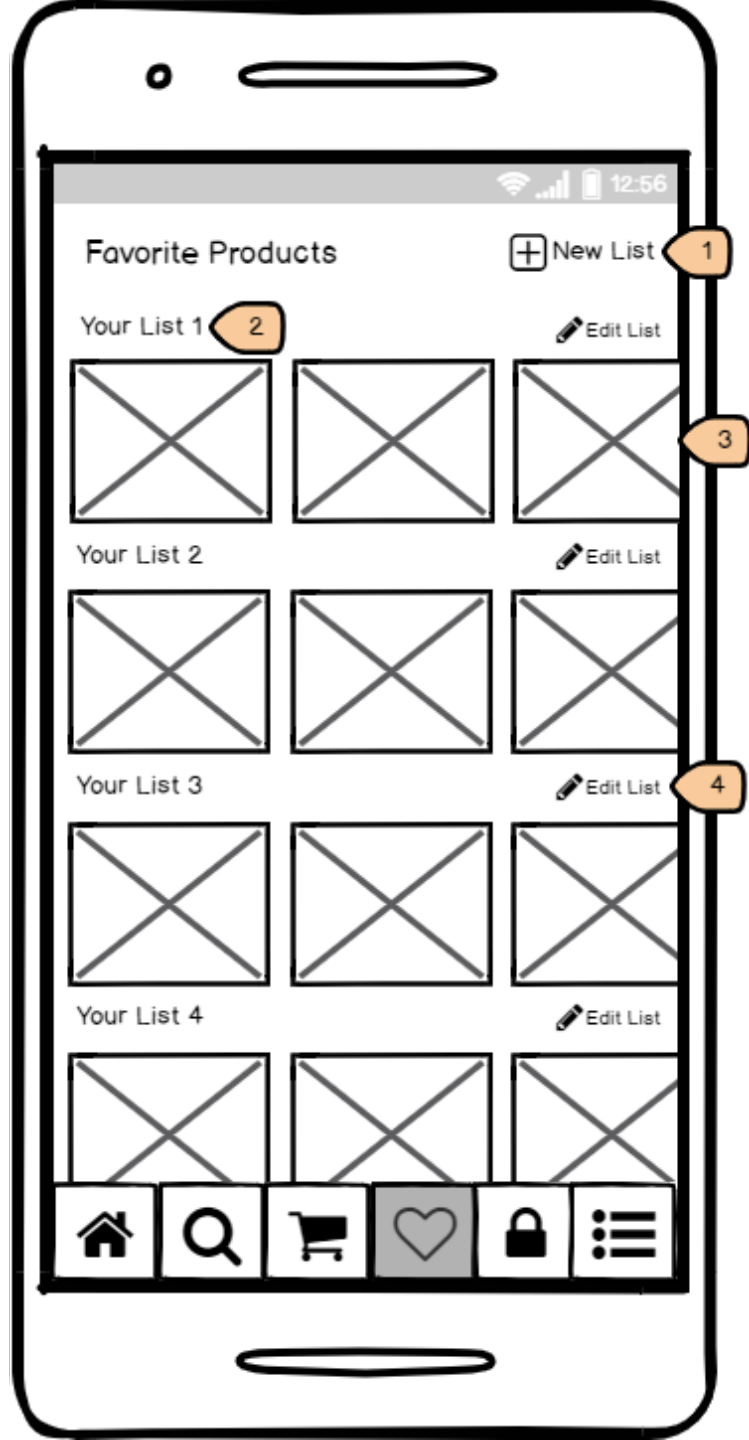 12:56
Favorite Products
New List
1
Your List 1
2
Edit List
3
Your List 2
Edit List
Your List 3
Edit List
4
Your List 4
Edit List